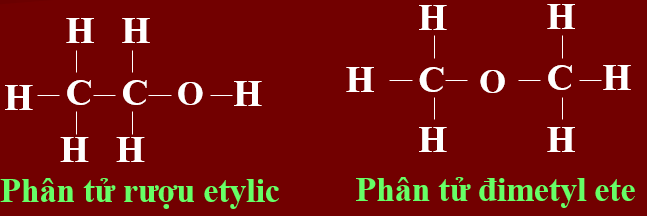 H H
H C C O H
H H
Phân tử rượu etylic
H H
H C O C H
H H
Phân tử đimetyl ete